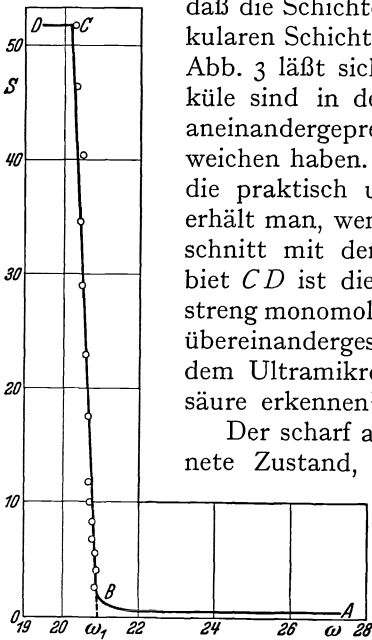 daß die Schicht
kularen Schicht
Abb. 3 läßt sich
küle sind in de
aneinandergepre
weichen haben.
die praktisch u
erhält man, wen
schnitt mit der
biet CD ist die
streng monomol
übereinanderges
dem Ultramikr
säure erkennen
Der scharf a
nete Zustand,
D
C
50
S
40
30
20
10
0
B
A
19
20
ω₁
22
24
26
ω
28